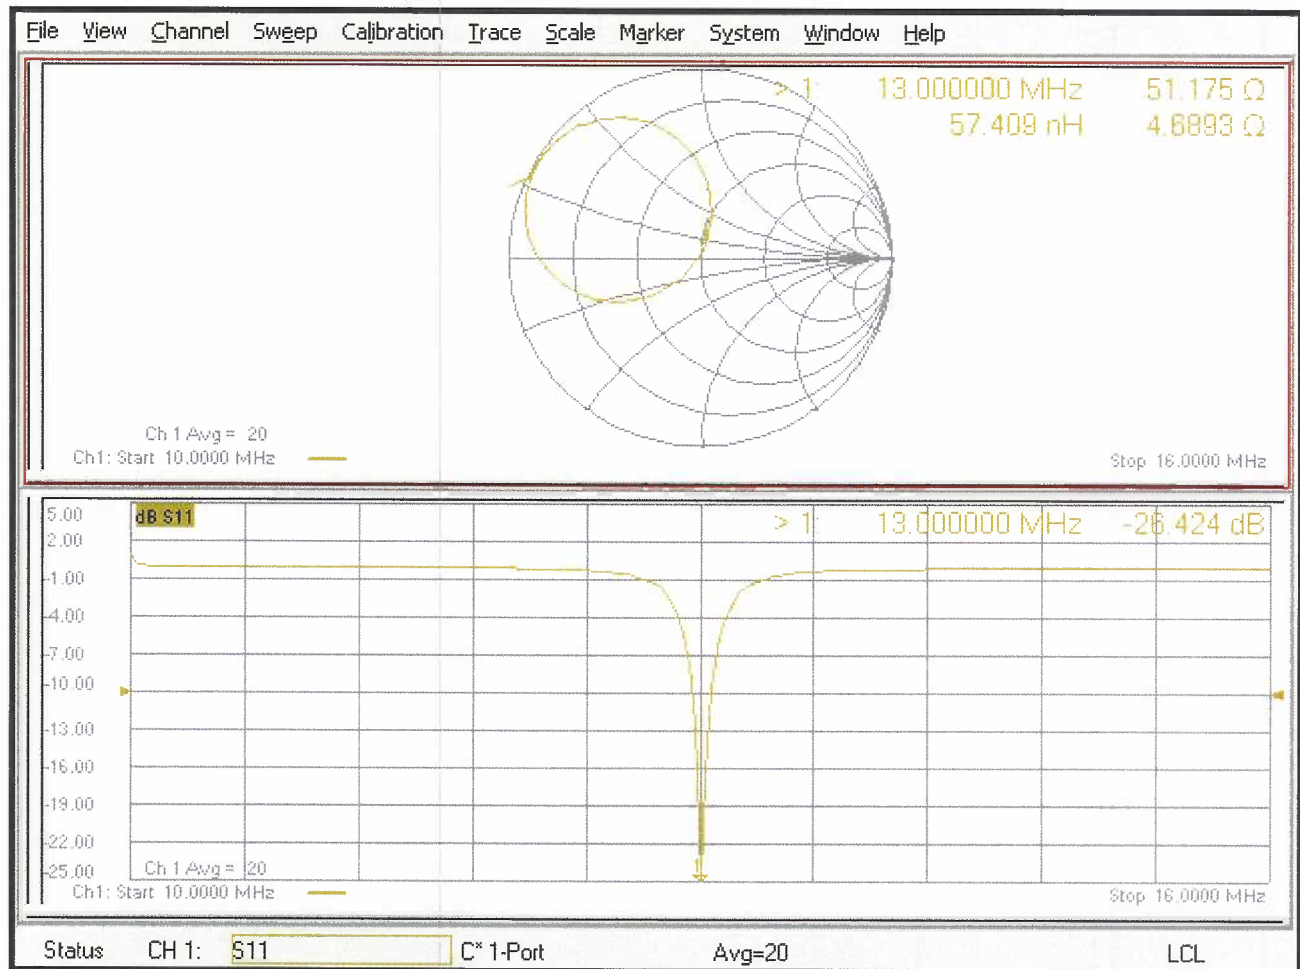 File View Channel Sweep Calibration Trace Scale Marker System Window Help
> 1: 13.000000 MHz 51.175 Ω
57.409 nH 4.6893 Ω
Ch 1 Avg = 20
Ch1: Start 10.0000 MHz
Stop 16.0000 MHz
5.00
dB S11
> 1: 13.000000 MHz -26.424 dB
2.00
-1.00
-4.00
-7.00
-10.00
-13.00
-16.00
-19.00
-22.00
-25.00
Ch 1 Avg = 20
Ch1: Start 10.0000 MHz
Stop 16.0000 MHz
Status CH 1: S11 C* 1-Port Avg=20 LCL